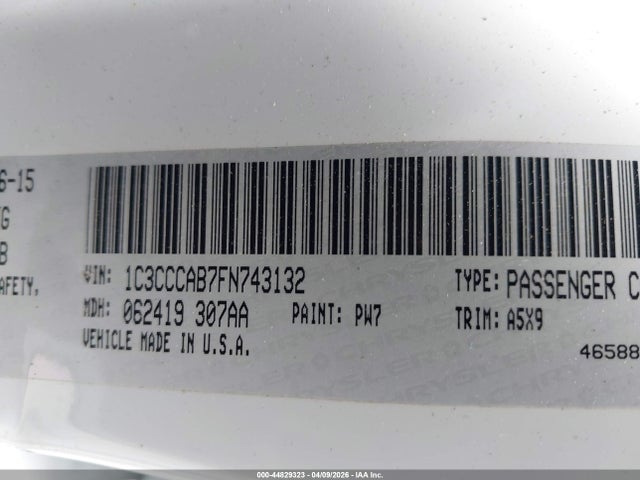 6-15
G
B
AFETY,
VIN: 1C3CCCAB7FN743132 TYPE: PASSENGER C
MDH: 062419 307AA PAINT: PW7 TRIM: A5X9
VEHICLE MADE IN U.S.A.
46588
CHRYSLER
000-44829323 | 04/09/2026 | IAA Inc.